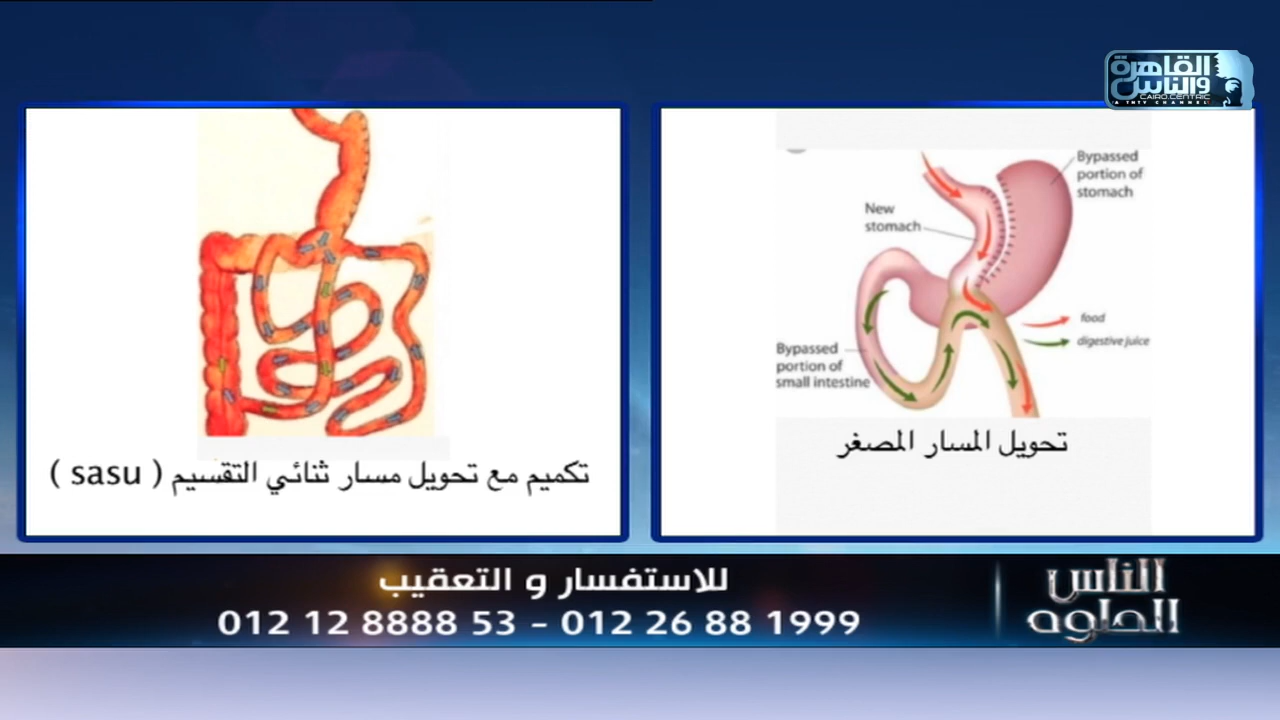 القاهرة
والناس
CAIRO.CENTRIC
A TNTV CHANNEL
Bypassed
portion of
stomach
New
stomach
food
digestive juice
Bypassed
portion of
small intestine
تحويل المسار المصغر
تكميم مع تحويل مسار ثنائي التقسيم ( sasu )
الناس
الحلوه
للاستفسار و التعقيب
012 12 8888 53 - 012 26 88 1999